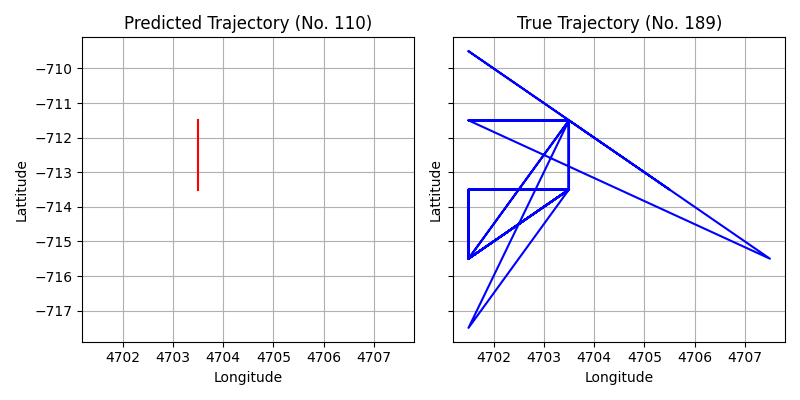 Predicted Trajectory (No. 110)
True Trajectory (No. 189)
−710
−711
−712
−713
−714
−715
−716
−717
Lattitude
4702 4703 4704 4705 4706 4707
Longitude
Lattitude
4702 4703 4704 4705 4706 4707
Longitude